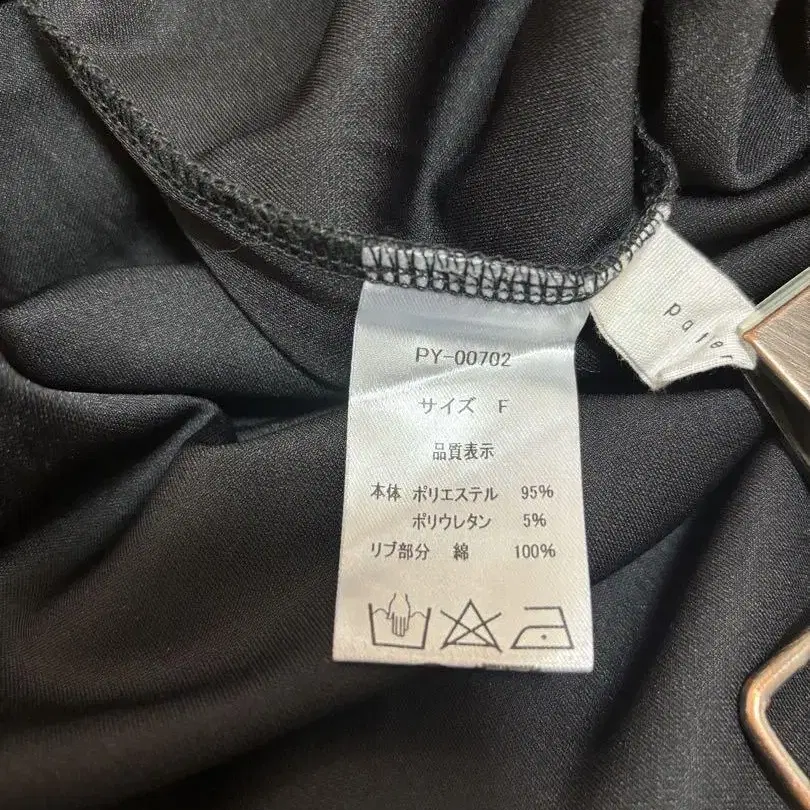 PY-00702
サイズ F
品質表示
本体 ポリエステル 95%
ポリウレタン 5%
リブ部分 綿 100%